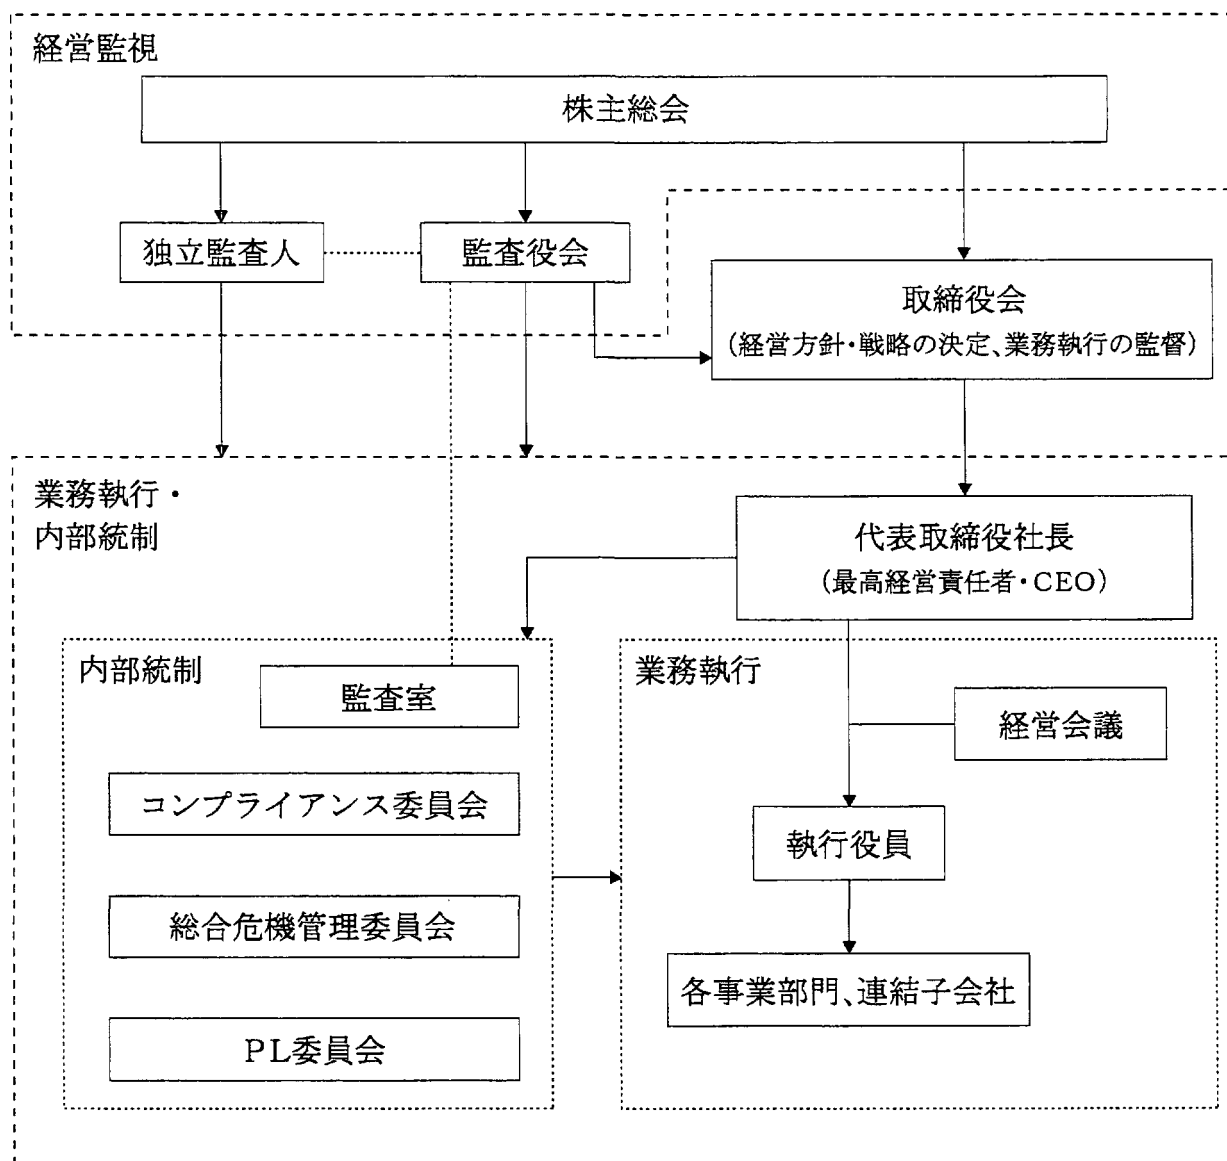 経営監視
株主総会
独立監査人
監査役会
取締役会
（経営方針・戦略の決定、業務執行の監督）
業務執行・
内部統制
代表取締役社長
（最高経営責任者・CEO）
内部統制
監査室
コンプライアンス委員会
総合危機管理委員会
PL委員会
業務執行
経営会議
執行役員
各事業部門、連結子会社